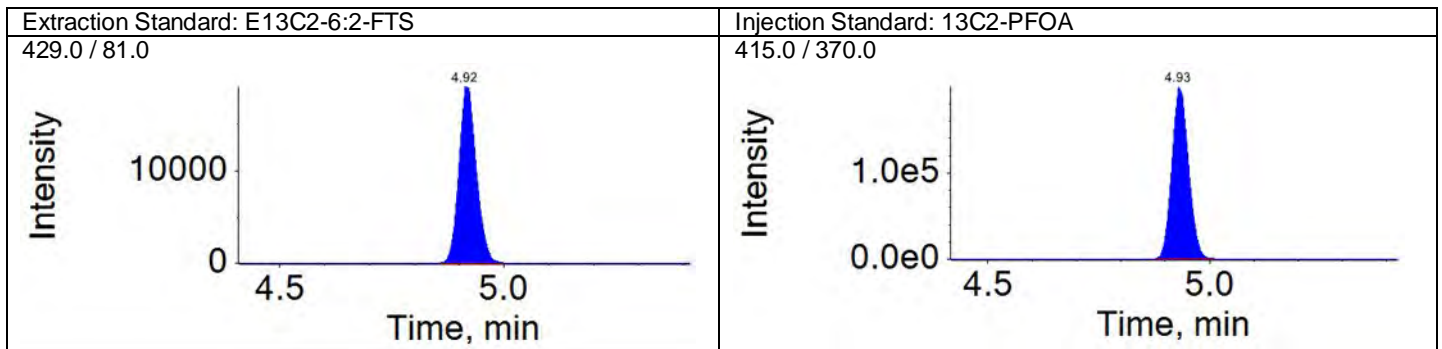 Extraction Standard: E13C2-6:2-FTS
429.0 / 81.0
4.92
Intensity
10000
0
4.5 5.0
Time, min
Injection Standard: 13C2-PFOA
415.0 / 370.0
4.93
Intensity
1.0e5
0.0e0
4.5 5.0
Time, min